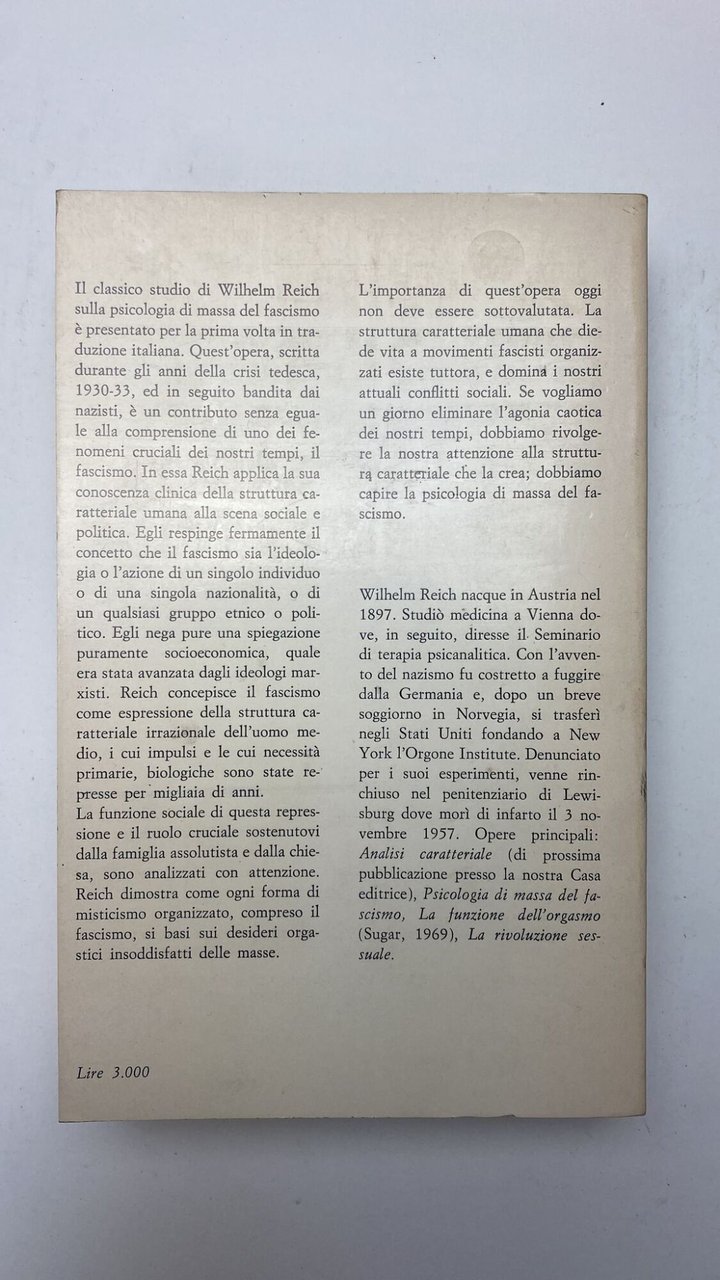 Il classico studio di Wilhelm Reich
sulla psicologia di massa del fascismo
è presentato per la prima volta in tra-
duzione italiana. Quest'opera, scritta
durante gli anni della crisi tedesca,
1930-33, ed in seguito bandita dai
nazisti, è un contributo senza egua-
le alla comprensione di uno dei fe-
nomeni cruciali dei nostri tempi, il
fascismo. In essa Reich applica la sua
conoscenza clinica della struttura ca-
ratteriale umana alla scena sociale e
politica. Egli respinge fermamente il
concetto che il fascismo sia l'ideolo-
gia o l'azione di un singolo individuo
o di una singola nazionalità, o di
un qualsiasi gruppo etnico o poli-
tico. Egli nega pure una spiegazione
puramente socioeconomica, quale
era stata avanzata dagli ideologi mar-
xisti. Reich concepisce il fascismo
come espressione della struttura ca-
ratteriale irrazionale dell'uomo me-
dio, i cui impulsi e le cui necessità
primarie, biologiche sono state re-
presse per migliaia di anni.
La funzione sociale di questa repres-
sione e il ruolo cruciale sostenutovi
dalla famiglia assolutista e dalla chie-
sa, sono analizzati con attenzione.
Reich dimostra come ogni forma di
misticismo organizzato, compreso il
fascismo, si basi sui desideri orga-
stici insoddisfatti delle masse.
Lire 3.000
L'importanza di quest'opera oggi
non deve essere sottovalutata. La
struttura caratteriale umana che die-
de vita a movimenti fascisti organiz-
zati esiste tuttora, e domina i nostri
attuali conflitti sociali. Se vogliamo
un giorno eliminare l'agonia caotica
dei nostri tempi, dobbiamo rivolge-
re la nostra attenzione alla struttu-
ra caratteriale che la crea; dobbiamo
capire la psicologia di massa del fa-
scismo.
Wilhelm Reich nacque in Austria nel
1897. Studiò medicina a Vienna do-
ve, in seguito, diresse il Seminario
di terapia psicanalitica. Con l'avven-
to del nazismo fu costretto a fuggire
dalla Germania e, dopo un breve
soggiorno in Norvegia, si trasferì
negli Stati Uniti fondando a New
York l'Orgone Institute. Denunciato
per i suoi esperimenti, venne rin-
chiuso nel penitenziario di Lewi-
sburg dove morì di infarto il 3 no-
vembre 1957. Opere principali:
Analisi caratteriale (di prossima
pubblicazione presso la nostra Casa
editrice), Psicologia di massa del fa-
scismo, La funzione dell'orgasmo
(Sugar, 1969), La rivoluzione ses-
suale.